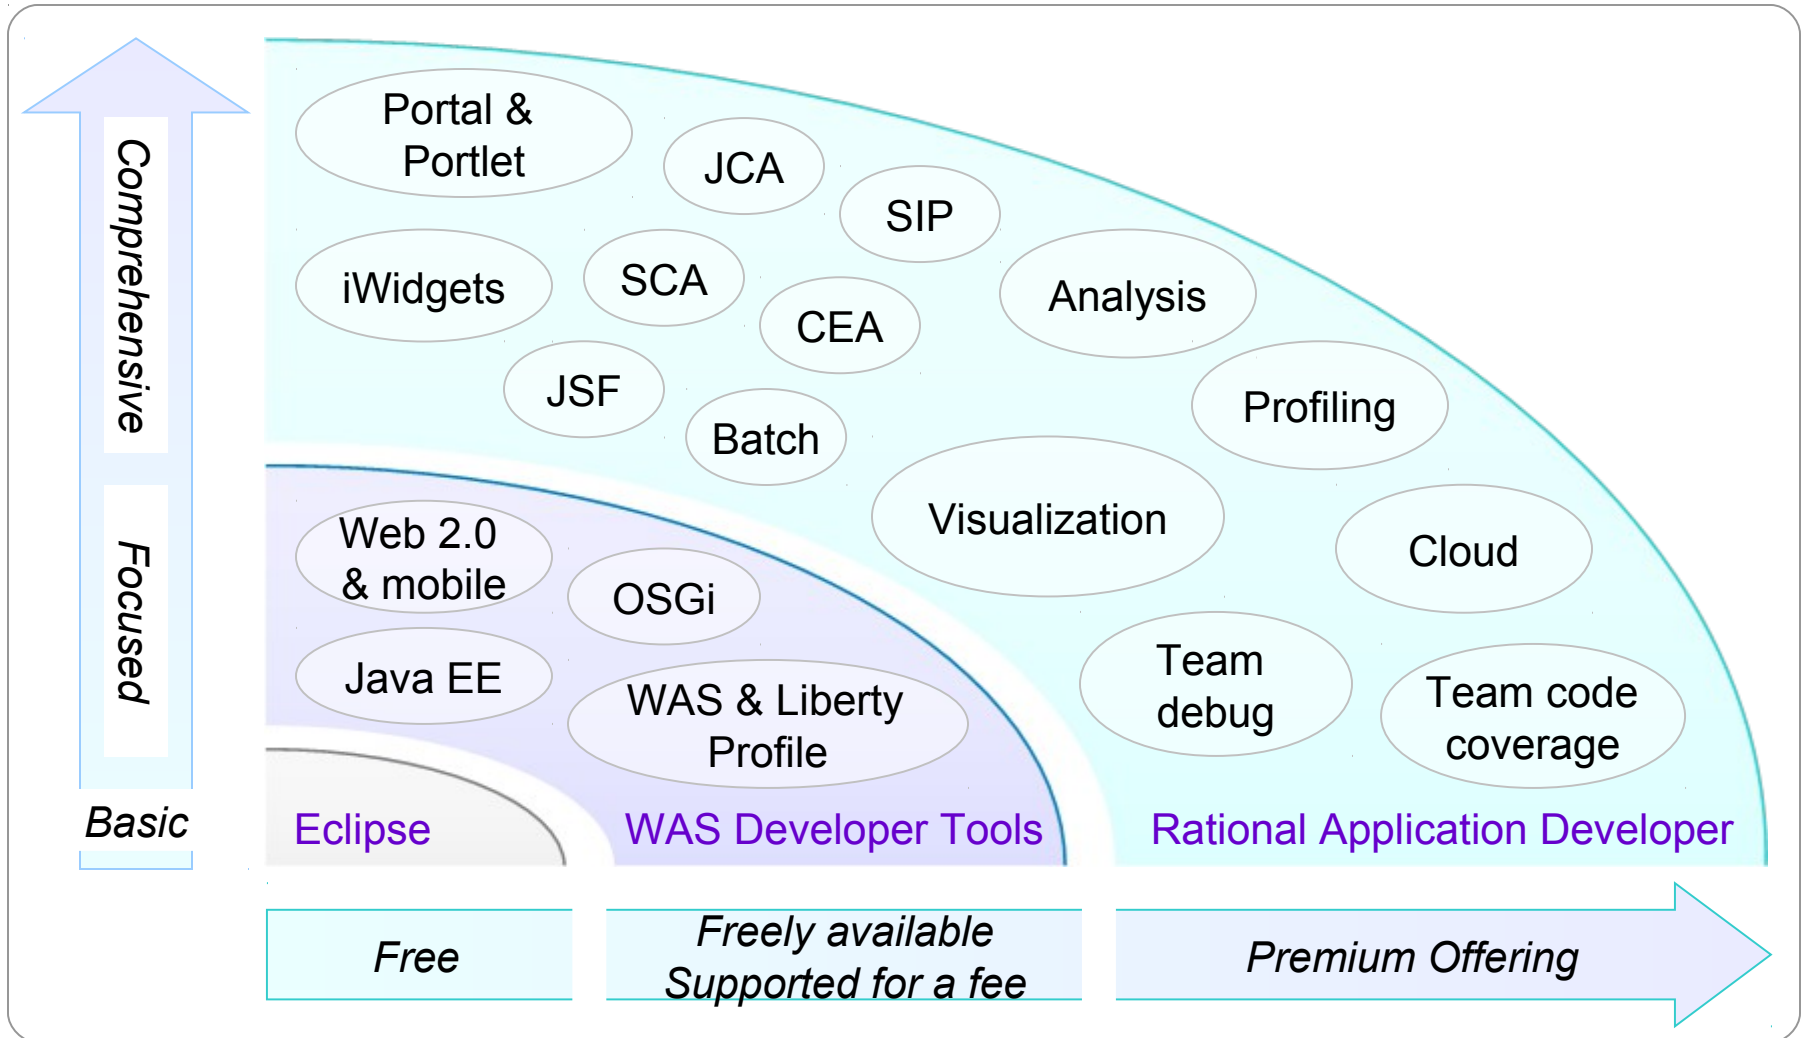 Comprehensive
Focused
Basic
Portal &
Portlet
JCA
SIP
iWidgets
SCA
CEA
Analysis
JSF
Batch
Profiling
Visualization
Cloud
Web 2.0
& mobile
OSGi
Java EE
WAS & Liberty
Profile
Team
debug
Team code
coverage
Eclipse
WAS Developer Tools
Rational Application Developer
Free
Freely available
Supported for a fee
Premium Offering